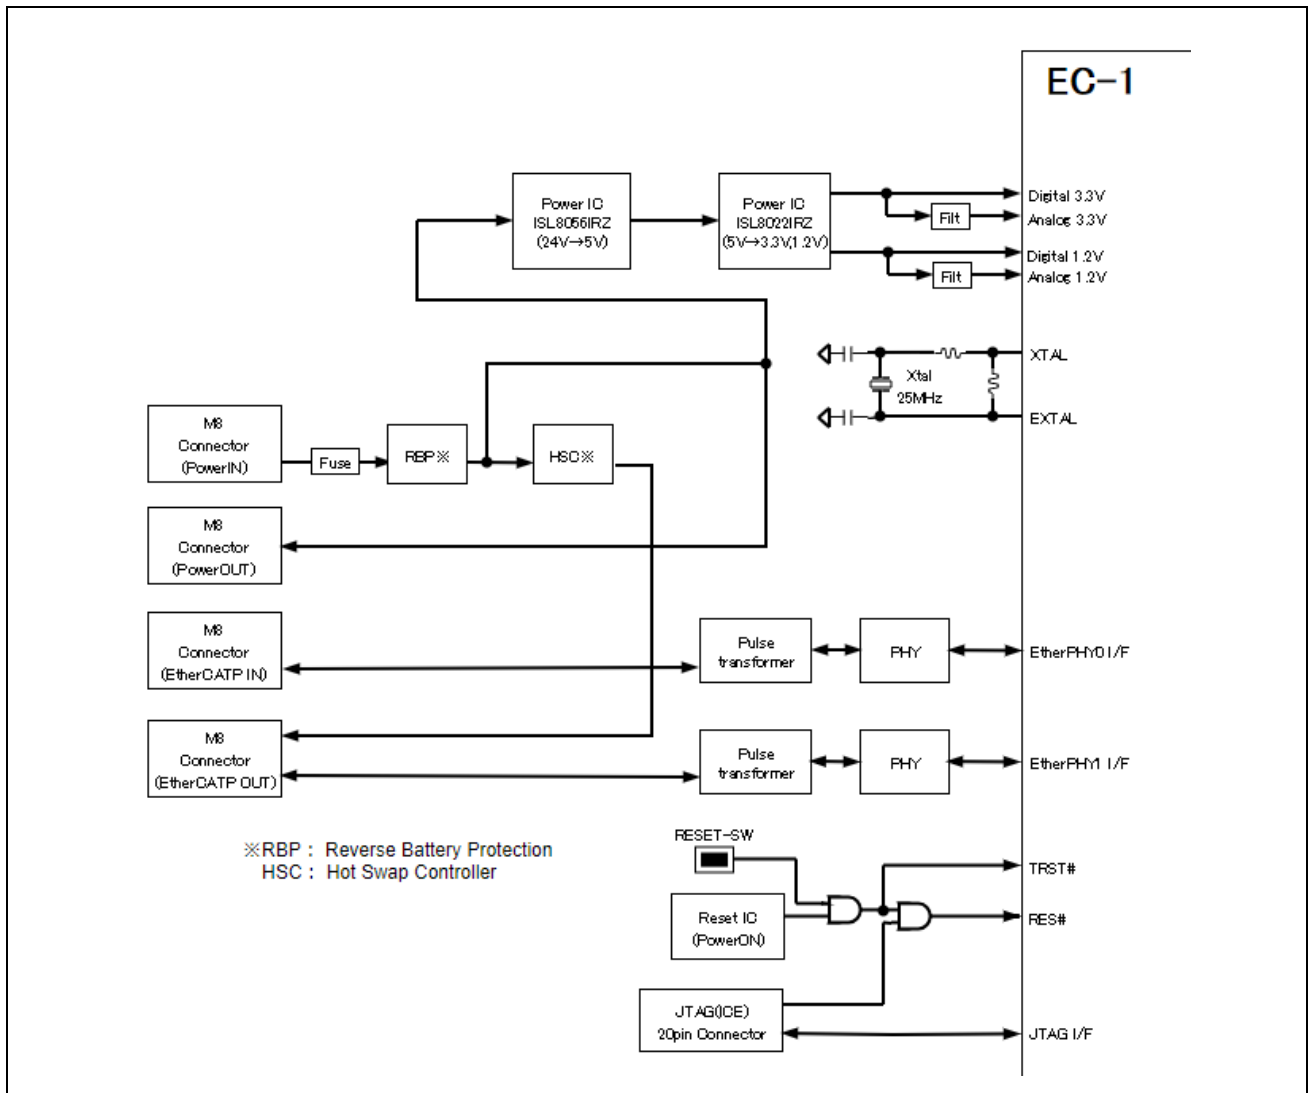 EC-1
Power IC
ISL8056IRZ
(24V→5V)
Power IC
ISL8022IRZ
(5V→3.3V,1.2V)
Digital 3.3V
Filt
Analog 3.3V
Digital 1.2V
Filt
Analog 1.2V
XTAL
Xtal
25MHz
EXTAL
M8
Connector
(PowerIN)
Fuse
RBP※
HSC※
M8
Connector
(PowerOUT)
M8
Connector
(EtherCATP IN)
Pulse
transformer
PHY
EtherPHY0 I/F
M8
Connector
(EtherCATP OUT)
Pulse
transformer
PHY
EtherPHY1 I/F
※RBP : Reverse Battery Protection
HSC : Hot Swap Controller
RESET-SW
TRST#
Reset IC
(PowerON)
RES#
JTAG(ICE)
20pin Connector
JTAG I/F